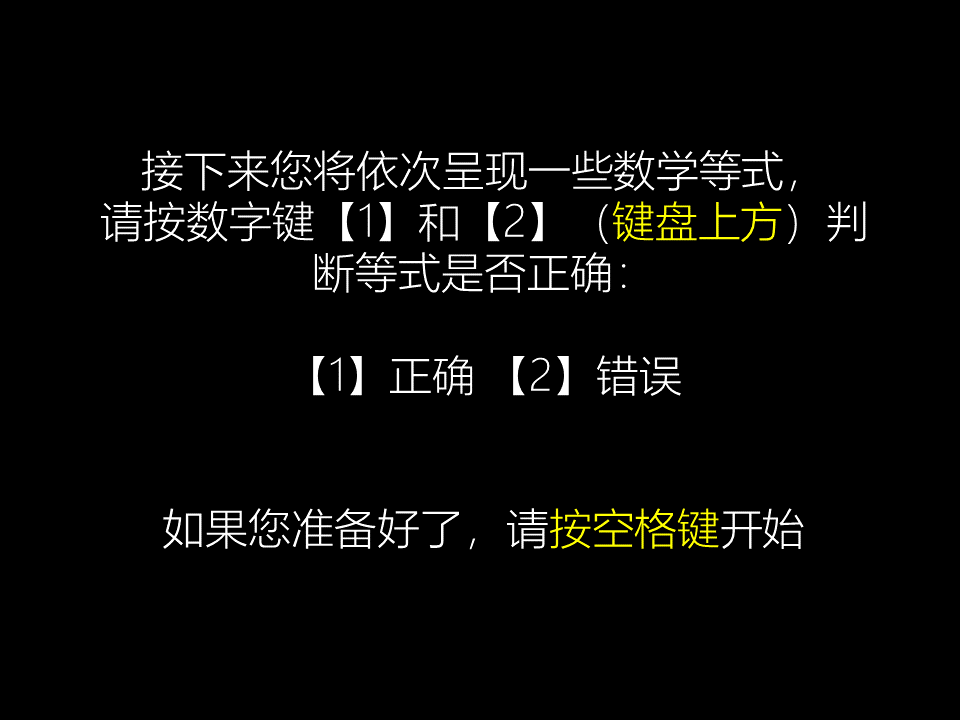 接下来您将依次呈现一些数学等式，
请按数字键【1】和【2】（键盘上方）判
断等式是否正确：
【1】正确 【2】错误
如果您准备好了，请按空格键开始